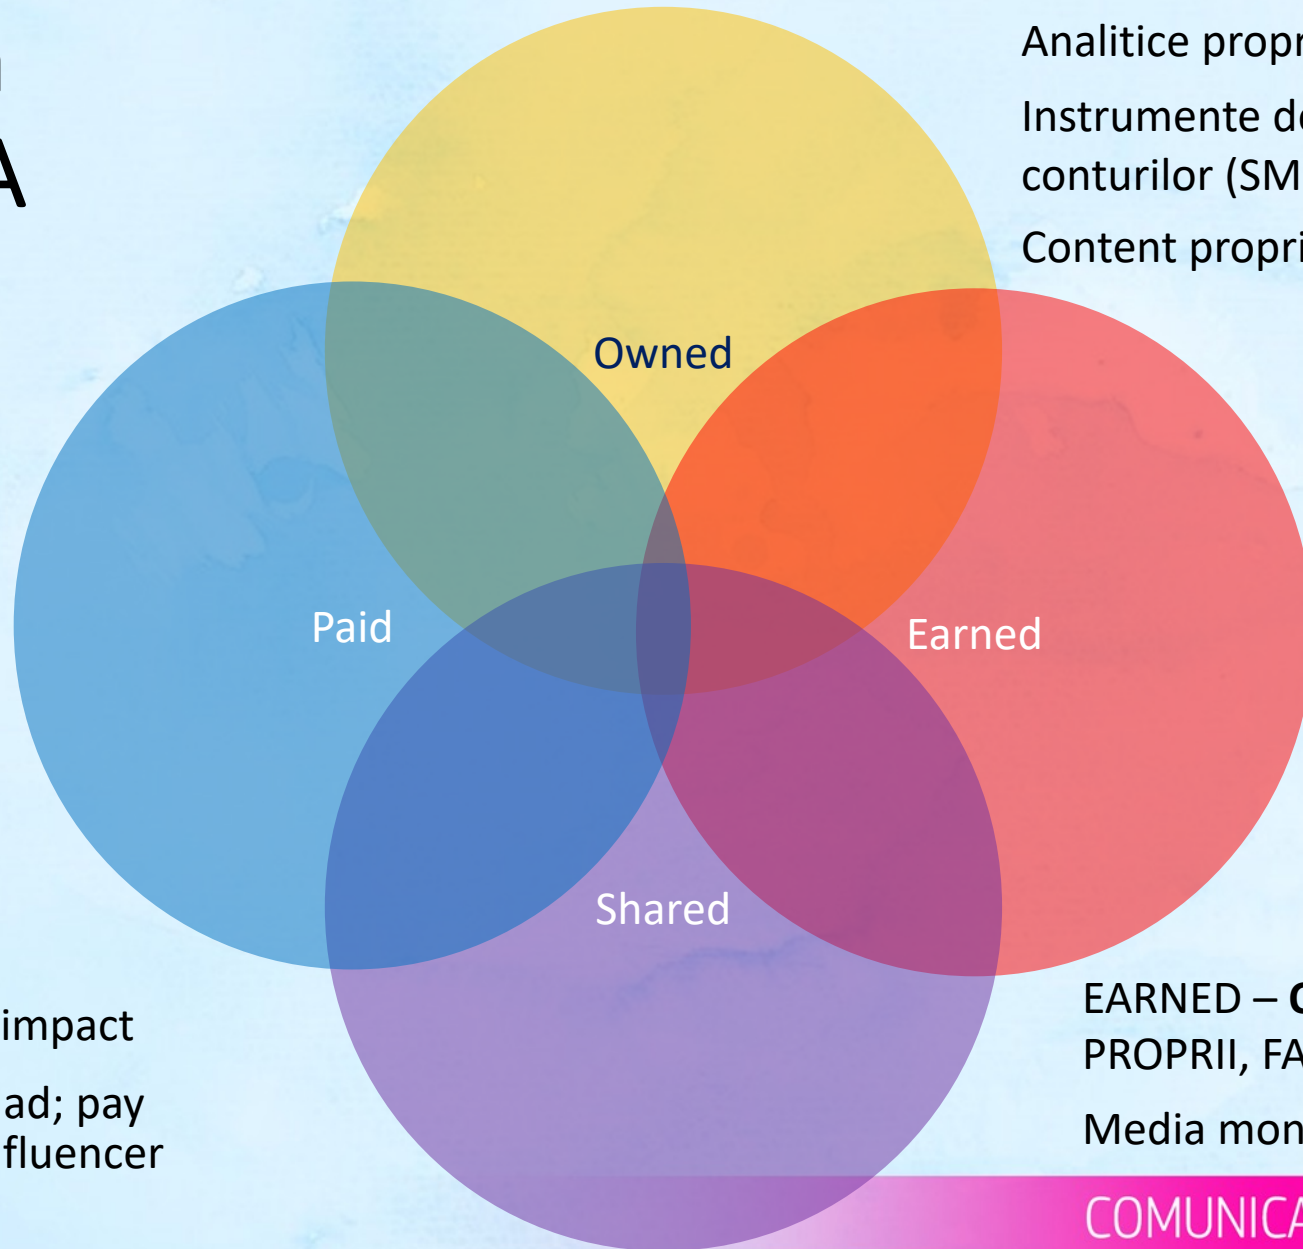 A
Analitice propr
Instrumente de
conturilor (SM
Content propri
Owned
Paid
Earned
Shared
impact
ad; pay
fluencer
EARNED – 
PROPRII, FA
Media mon
COMUNICA